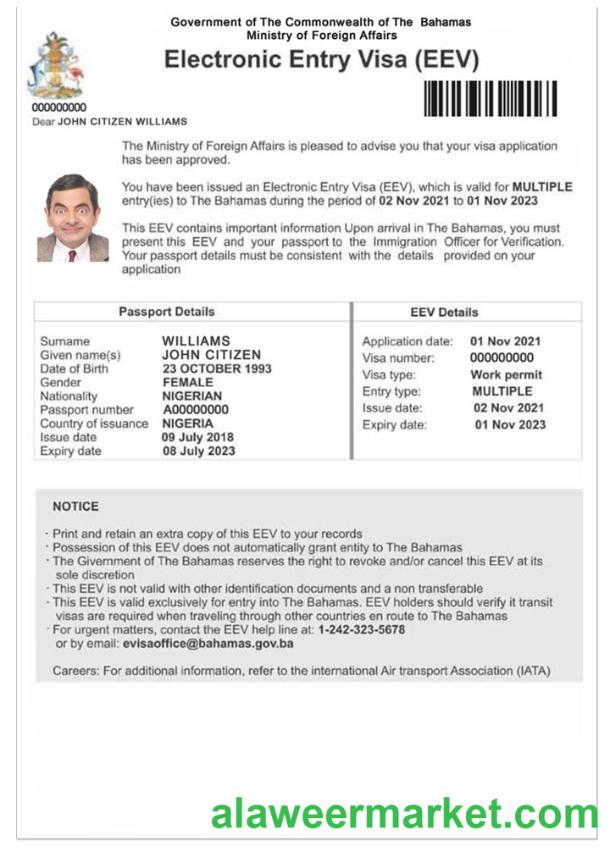 Government of The Commonwealth of The Bahamas
Ministry of Foreign Affairs
Electronic Entry Visa (EEV)
000000000
Dear JOHN CITIZEN WILLIAMS
The Ministry of Foreign Affairs is pleased to advise you that your visa application
has been approved.
You have been issued an Electronic Entry Visa (EEV), which is valid for MULTIPLE
entry(ies) to The Bahamas during the period of 02 Nov 2021 to 01 Nov 2023
This EEV contains important information Upon arrival in The Bahamas, you must
present this EEV and your passport to the Immigration Officer for Verification.
Your passport details must be consistent with the details provided on your
application
Passport Details
Surname WILLIAMS
Given name(s) JOHN CITIZEN
Date of Birth 23 OCTOBER 1993
Gender FEMALE
Nationality NIGERIAN
Passport number A00000000
Country of issuance NIGERIA
Issue date 09 July 2018
Expiry date 08 July 2023
EEV Details
Application date: 01 Nov 2021
Visa number: 000000000
Visa type: Work permit
Entry type: MULTIPLE
Issue date: 02 Nov 2021
Expiry date: 01 Nov 2023
NOTICE
· Print and retain an extra copy of this EEV to your records
· Possession of this EEV does not automatically grant entity to The Bahamas
· The Givernment of The Bahamas reserves the right to revoke and/or cancel this EEV at its
sole discretion
· This EEV is not valid with other identification documents and a non transferable
· This EEV is valid exclusively for entry into The Bahamas. EEV holders should verify it transit
visas are required when traveling through other countries en route to The Bahamas
· For urgent matters, contact the EEV help line at: 1-242-323-5678
or by email: evisaoffice@bahamas.gov.ba
Careers: For additional information, refer to the international Air transport Association (IATA)
alaweermarket.com